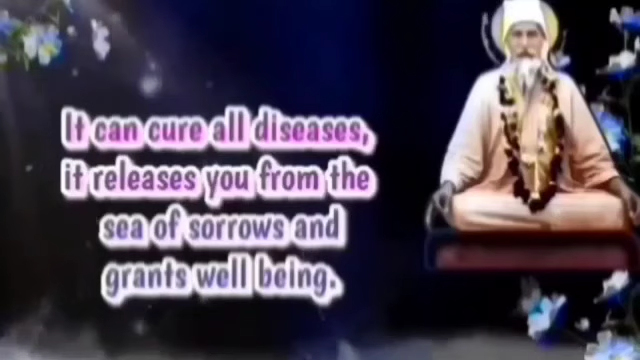 It can cure all diseases,
it releases you from the
sea of sorrows and
grants well being.